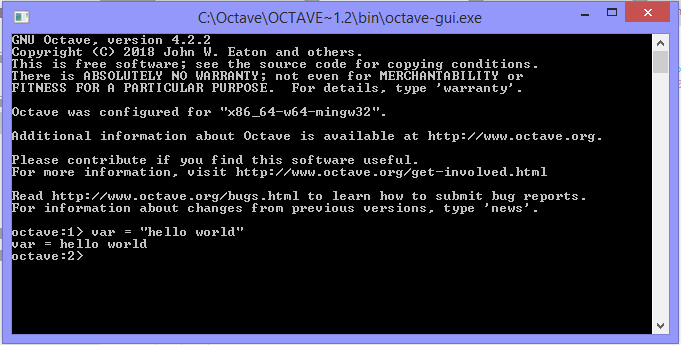 C:\Octave\OCTAVE~1.2\bin\octave-gui.exe
GNU Octave, version 4.2.2
Copyright (C) 2018 John W. Eaton and others.
This is free software; see the source code for copying conditions.
There is ABSOLUTELY NO WARRANTY; not even for MERCHANTABILITY or
FITNESS FOR A PARTICULAR PURPOSE.  For details, type 'warranty'.
Octave was configured for "x86_64-w64-mingw32".
Additional information about Octave is available at http://www.octave.org.
Please contribute if you find this software useful.
For more information, visit http://www.octave.org/get-involved.html
Read http://www.octave.org/bugs.html to learn how to submit bug reports.
For information about changes from previous versions, type 'news'.
octave:1> var = "hello world"
var = hello world
octave:2>